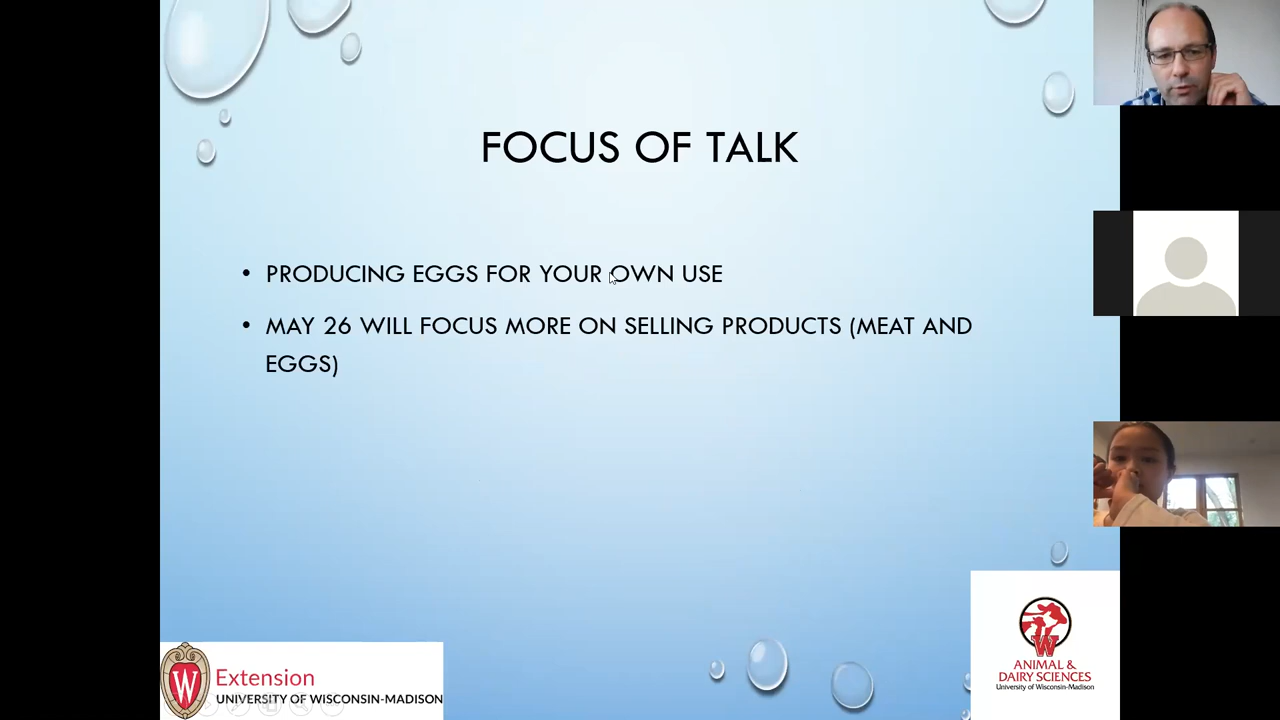 FOCUS OF TALK
• PRODUCING EGGS FOR YOUR OWN USE
• MAY 26 WILL FOCUS MORE ON SELLING PRODUCTS (MEAT AND
EGGS)
W
Extension
UNIVERSITY OF WISCONSIN-MADISON
W
ANIMAL &
DAIRY SCIENCES
University of Wisconsin-Madison